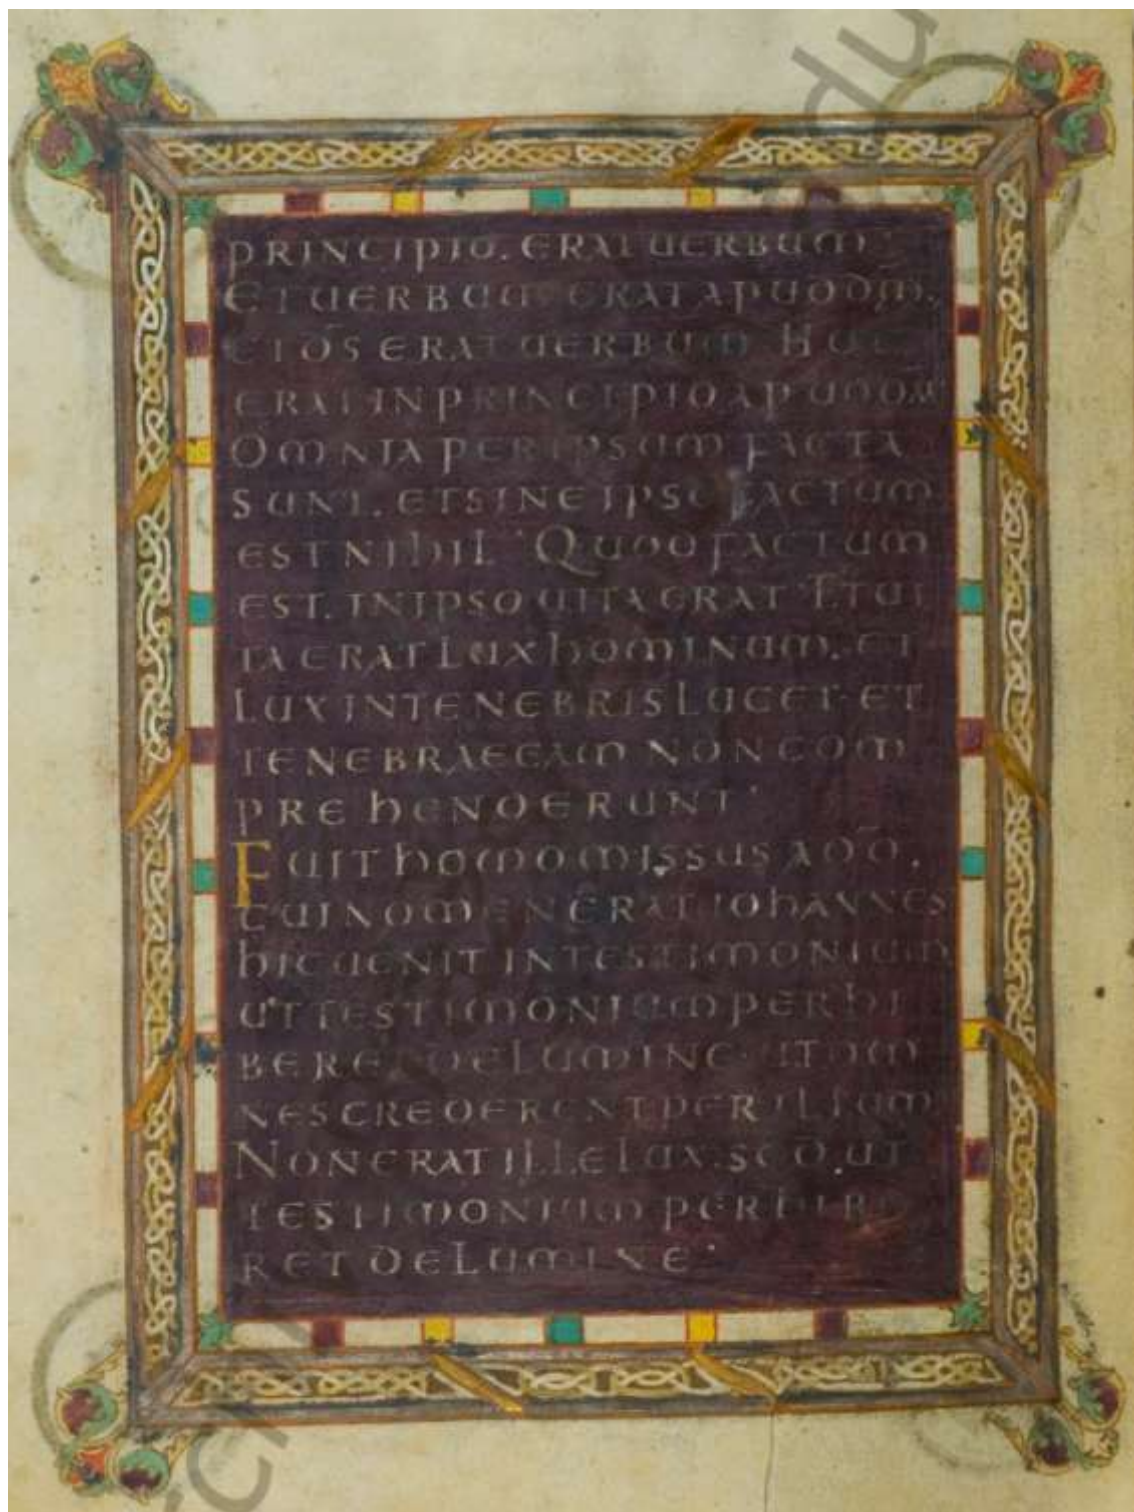 PRINCIPIO. ERAT UERBUM
ET UERBUM ERAT APUD DM̄.,
ET DS̄ ERAT UERBUM HOC
ERAT IN PRINCIPIO APUD DM̄
OMNIA PER IPSUM FACTA
SUNT. ET SINE IPSO FACTUM
EST NIHIL· QUOD FACTUM
EST. IN IPSO UITA ERAT· ET UI
TA ERAT LUX HOMINUM. ET
LUX IN TENEBRIS LUCET· ET
TENEBRAE EAM NON COM
PREHENDERUNT·
FUIT HOMO MISSUS A DŌ.
CUI NOMEN ERAT IOHANNES
HIC UENIT IN TESTIMONIUM
UT TESTIMONIUM PERHI
BERET DE LUMINE· UT OM
NES CREDERENT PER ILLUM
NON ERAT ILLE LUX. SED. UT
TESTIMONIUM PERHIBE
RET DE LUMINE·